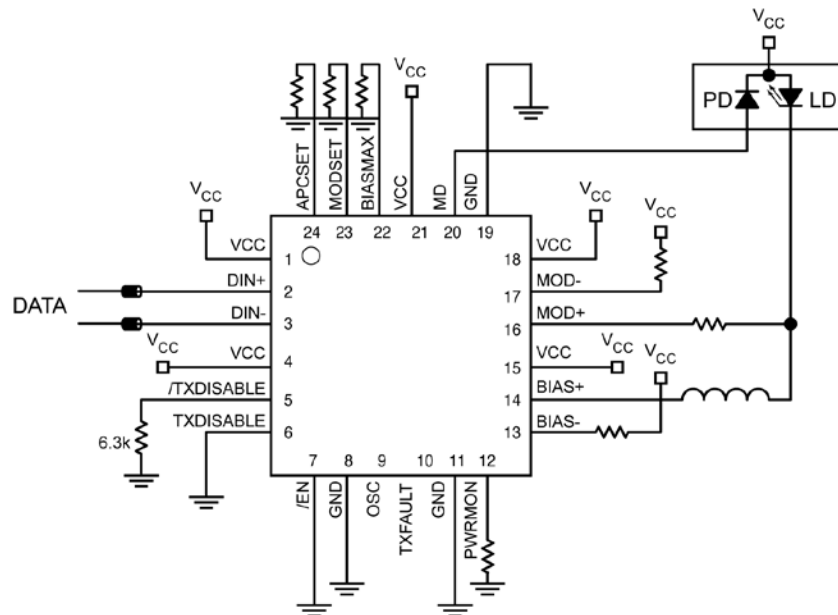 VCC
PD
LD
VCC
APCSET
MODSET
BIASMAX
VCC
MD
GND
24
23
22
21
20
19
VCC
VCC
1
DIN+
2
DATA
DIN-
3
VCC
VCC
4
/TXDISABLE
5
6.3k
TXDISABLE
6
VCC
VCC
18
VCC
MOD-
17
MOD+
16
VCC
15
VCC
VCC
BIAS+
14
BIAS-
13
7
8
9
10
11
12
/EN
GND
OSC
TXFAULT
GND
PWRMON